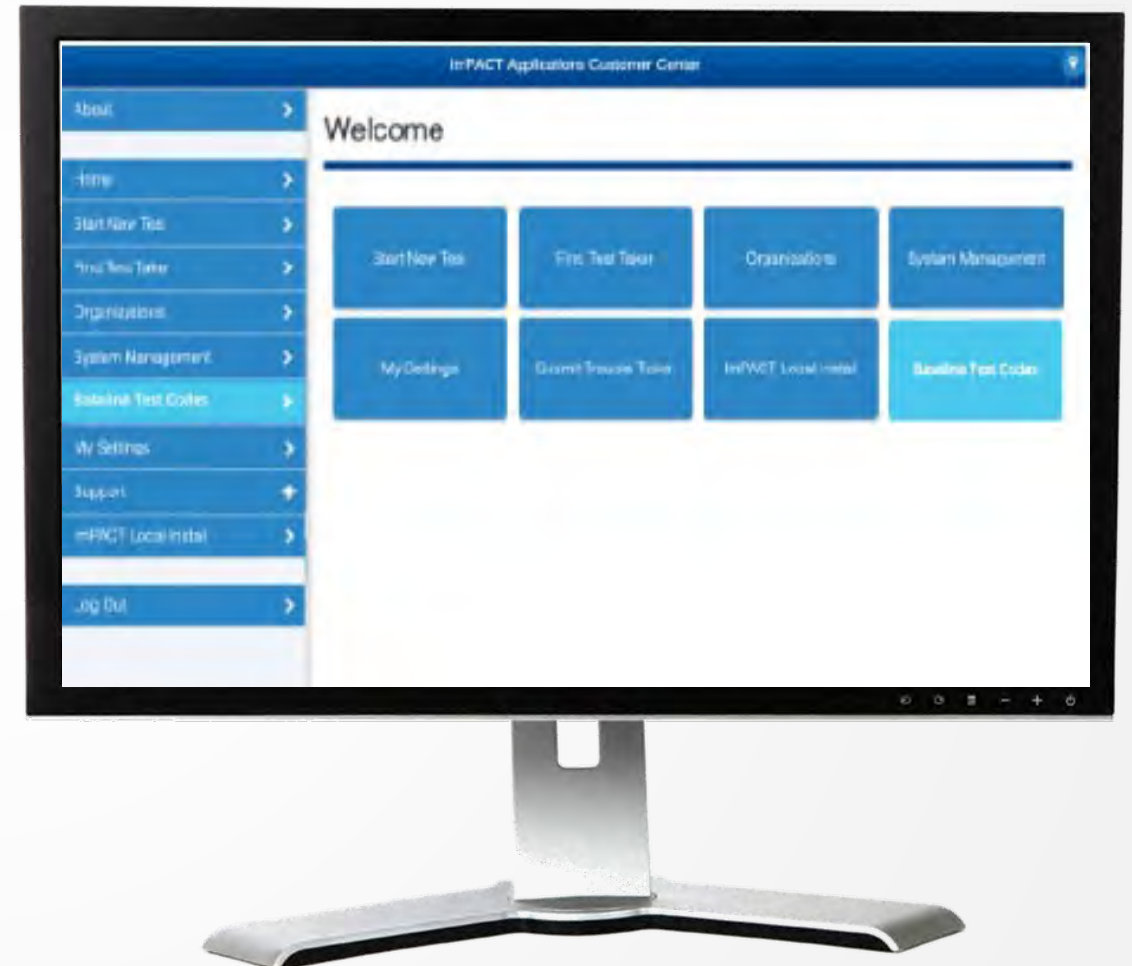 ImPACT Applications Customer Center
About
Home
Start New Test
Find Test Taker
Organizations
System Management
Baseline Test Codes
My Settings
Support
ImPACT Local Install
Log Out
Welcome
Start New Test
Find Test Taker
Organizations
System Management
My Settings
Submit Trouble Ticket
ImPACT Local Install
Baseline Test Codes